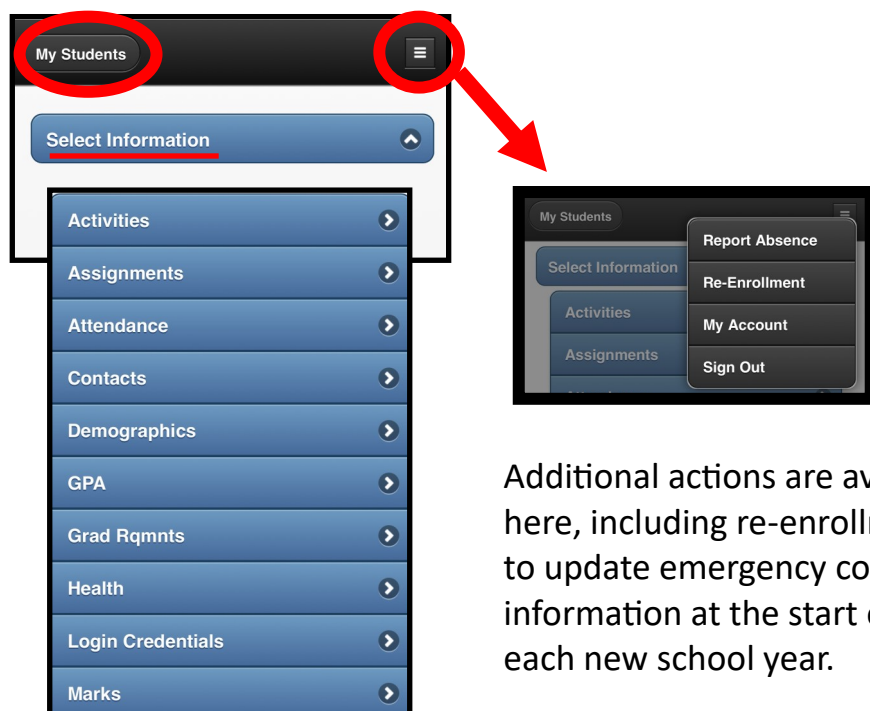 My Students
Select Information
Activities
Assignments
Attendance
Contacts
Demographics
GPA
Grad Rqmnts
Health
Login Credentials
Marks
My Students
Select Information
Activities
Assignments
Report Absence
Re-Enrollment
My Account
Sign Out
Additional actions are av
here, including re-enroll
to update emergency co
information at the start
each new school year.